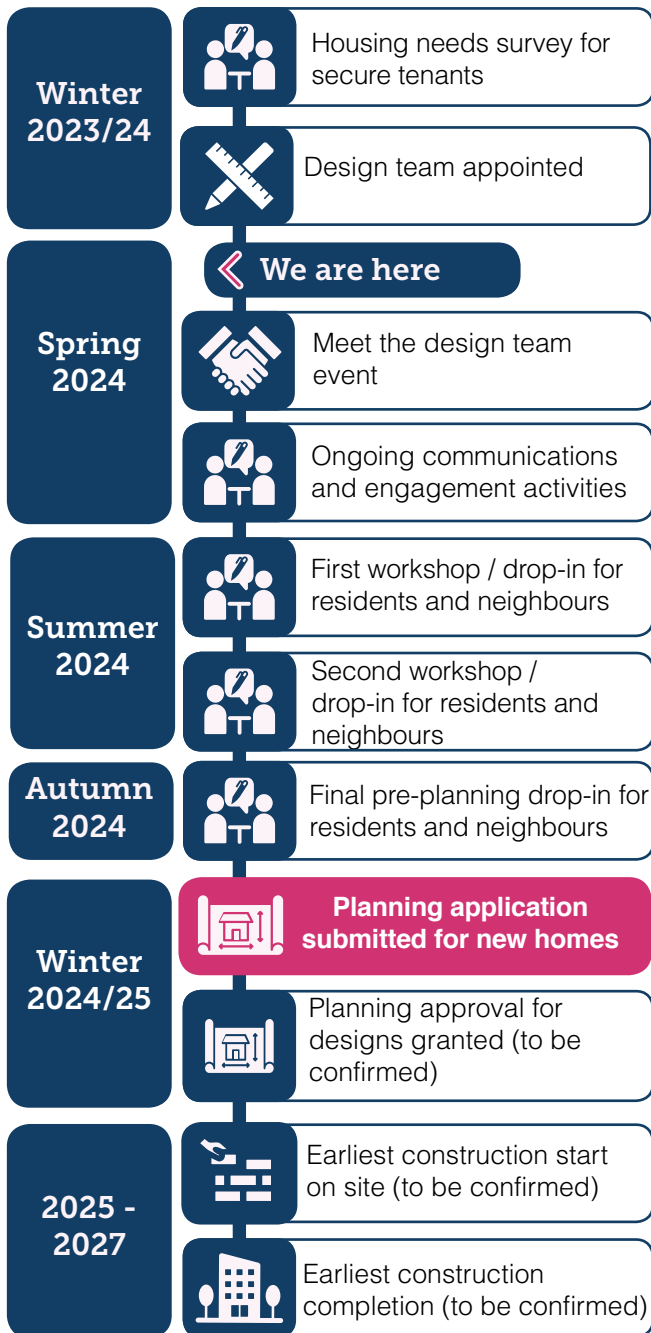 Winter
2023/24
Housing needs survey for
secure tenants
Design team appointed
We are here
Spring
2024
Meet the design team
event
Ongoing communications
and engagement activities
Summer
2024
First workshop / drop-in for
residents and neighbours
Second workshop /
drop-in for residents and
neighbours
Autumn
2024
Final pre-planning drop-in for
residents and neighbours
Winter
2024/25
Planning application
submitted for new homes
Planning approval for
designs granted (to be
confirmed)
2025 -
2027
Earliest construction start
on site (to be confirmed)
Earliest construction
completion (to be confirmed)